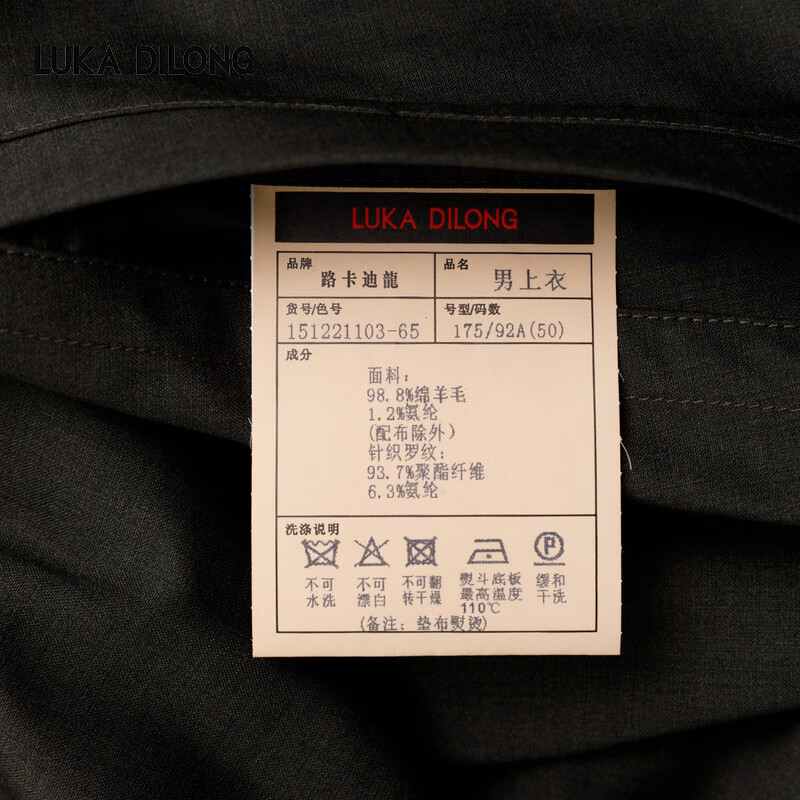 LUKA DILONG
LUKA DILONG
品牌
路卡迪龍
品名
男上衣
货号/色号
151221103-65
号型/码数
175/92A(50)
成分
面料:
98.8%绵羊毛
1.2%氨纶
(配布除外)
针织罗纹:
93.7%聚酯纤维
6.3%氨纶
洗涤说明
P
不可
水洗
不可
漂白
不可翻
转干燥
熨斗底板
最高温度
110℃
缓和
干洗
(备注:垫布熨烫)